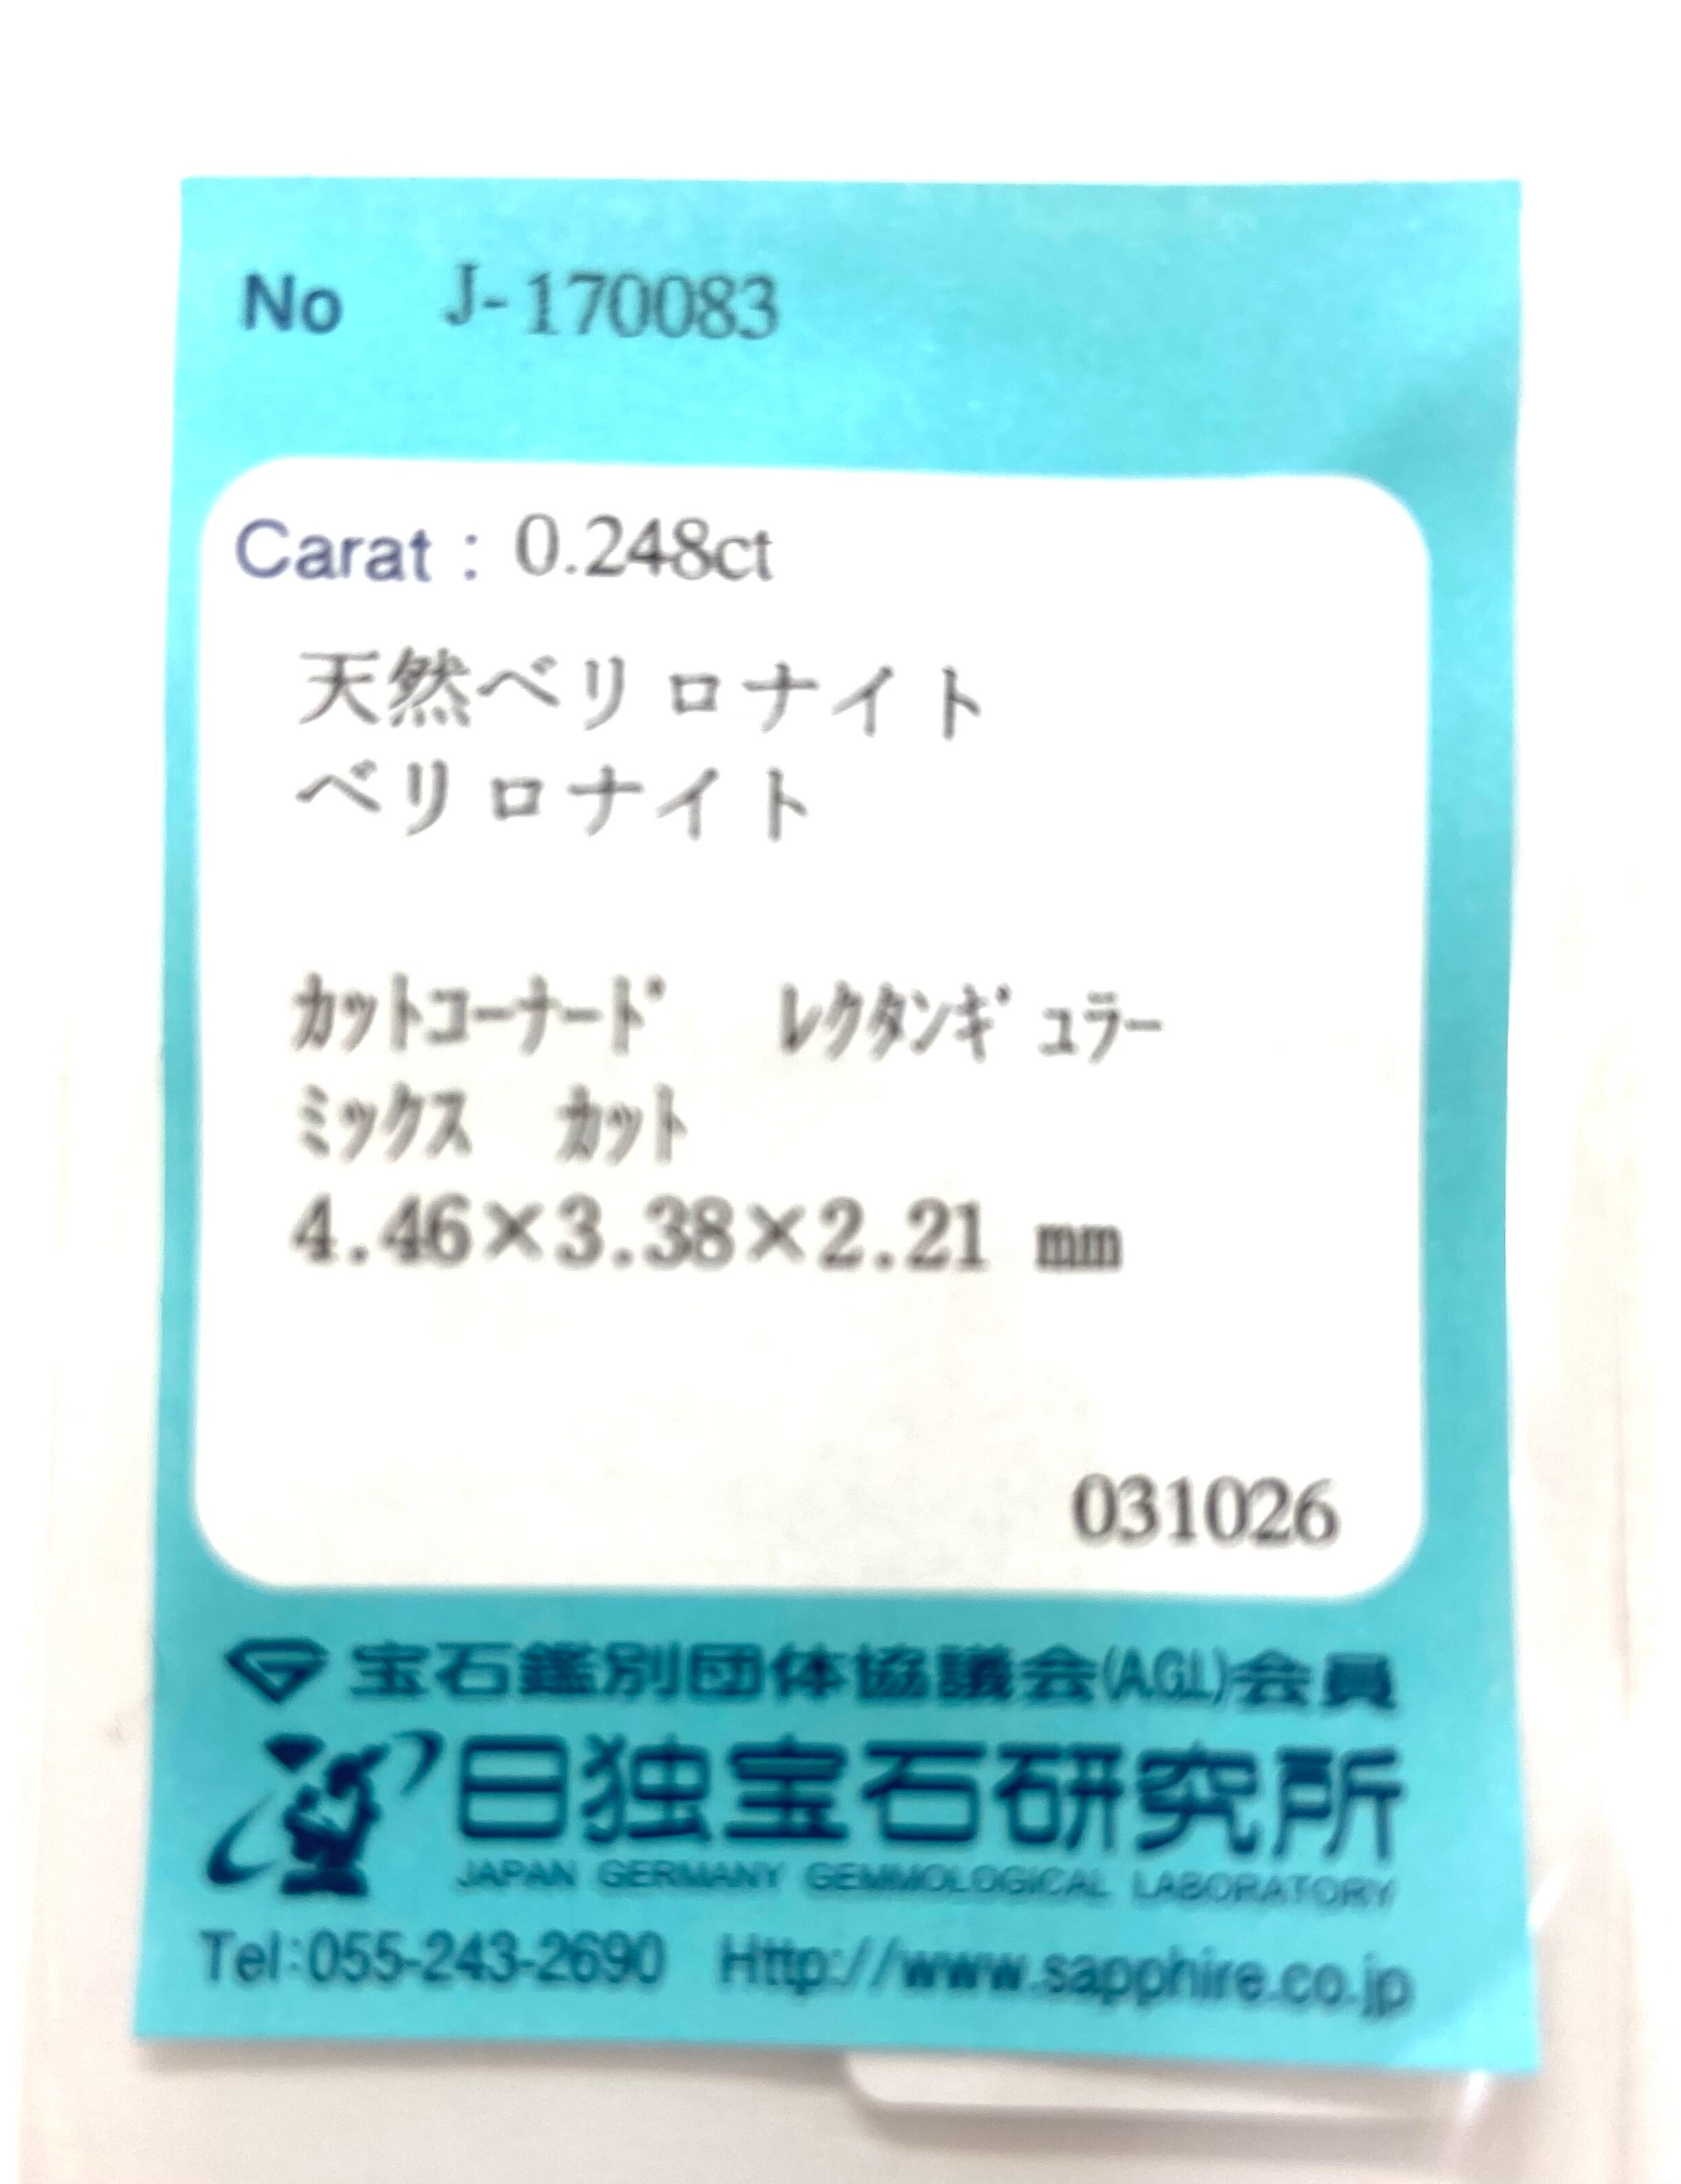 No J-170083
Carat : 0.248ct
天然ベリロナイト
ベリロナイト
ｶｯﾄｺｰﾅｰﾄﾞ ﾚｸﾀﾝｷﾞｭﾗｰ
ﾐｯｸｽ ｶｯﾄ
4.46×3.38×2.21 mm
031026
宝石鑑別団体協議会(AGL)会員
日独宝石研究所
JAPAN GERMANY GEMMOLOGICAL LABORATORY
Tel:055-243-2690 Http://www.sapphire.co.jp